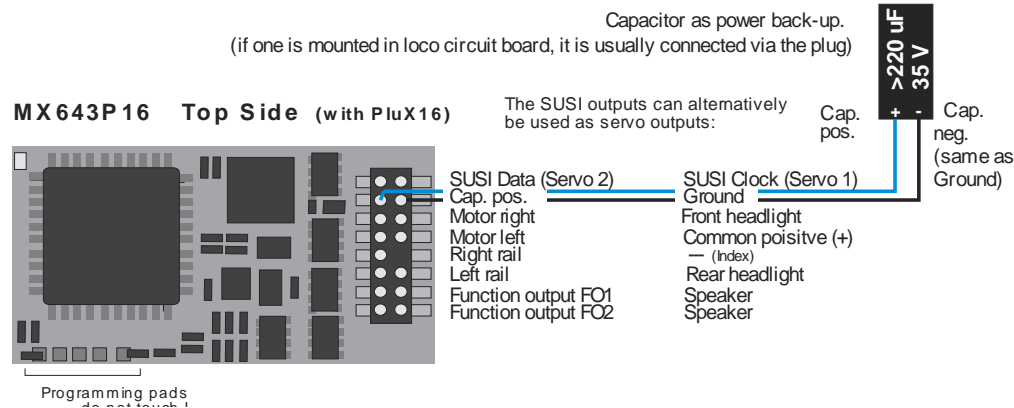 Capacitor as power back-up.
(if one is mounted in loco circuit board, it is usually connected via the plug)
>220 uF
35 V
+ -
MX643P16 Top Side (with PluX16)
The SUSI outputs can alternatively
be used as servo outputs:
Cap.
pos.
Cap.
neg.
(same as
Ground)
SUSI Data (Servo 2) SUSI Clock (Servo 1)
Cap. pos. Ground
Motor right Front headlight
Motor left Common poisitve (+)
Right rail --- (Index)
Left rail Rear headlight
Function output FO1 Speaker
Function output FO2 Speaker
Programming pads
do not touch !